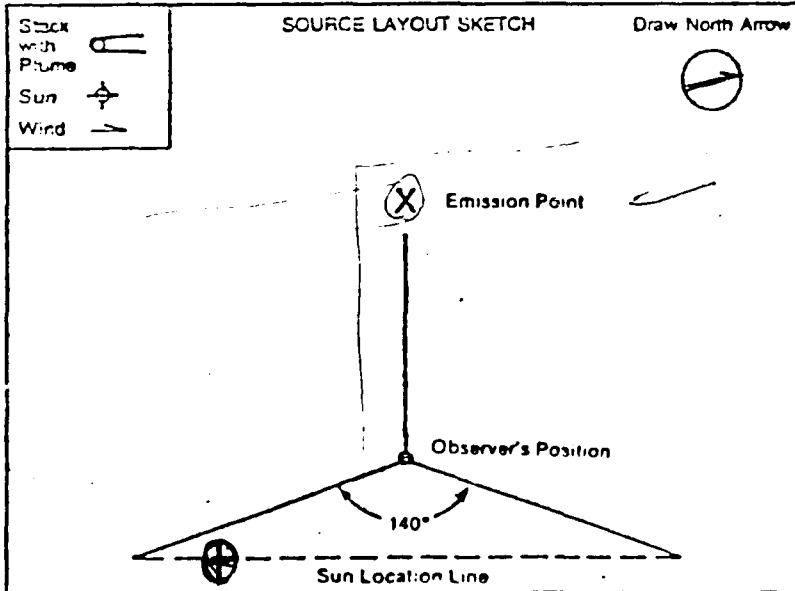 Stack
with
Plume
Sun
Wind
SOURCE LAYOUT SKETCH
Draw North Arrow
X Emission Point
Observer's Position
140°
Sun Location Line